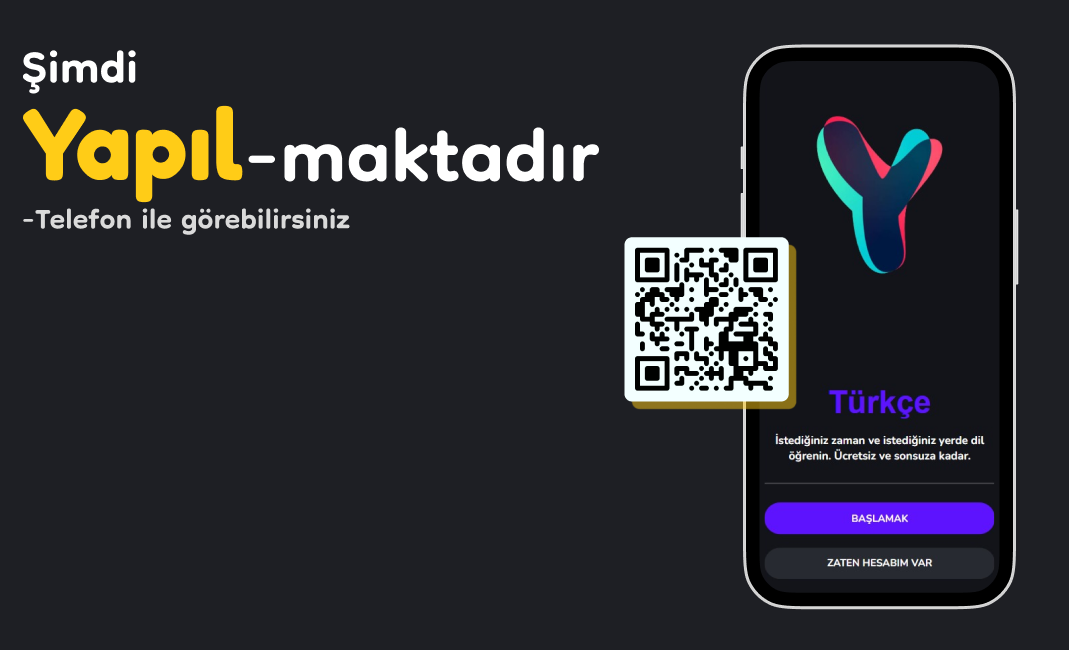 Şimdi
Yapıl-maktadır
-Telefon ile görebilirsiniz
Y
Türkçe
İstediğiniz zaman ve istediğiniz yerde dil
öğrenin. Ücretsiz ve sonsuza kadar.
BAŞLAMAK
ZATEN HESABIM VAR